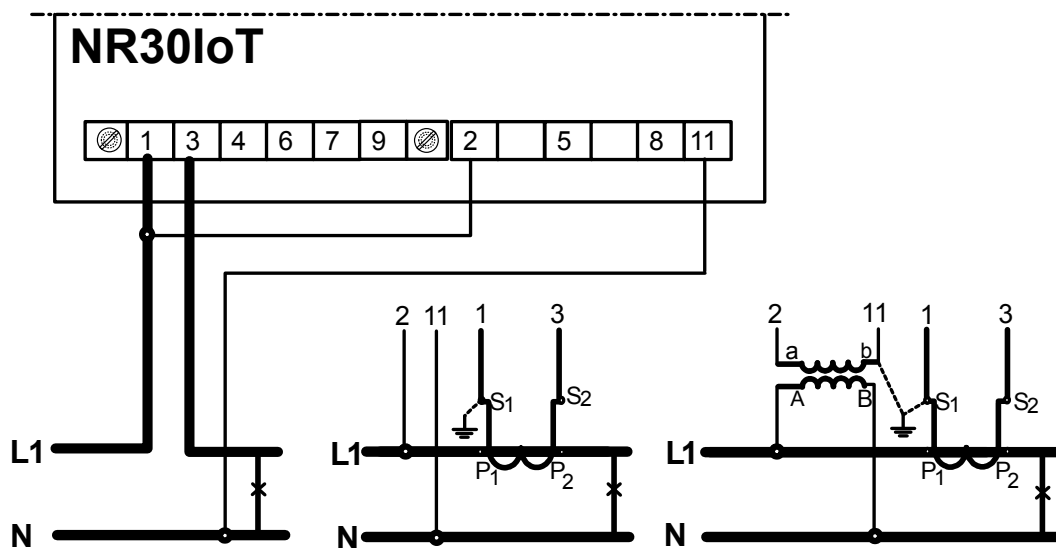 NR30IoT
1 3 4 6 7 9 2 5 8 11
2 11 1 3
2 11 1 3
a b
A B
S1 S2
S1 S2
L1 L1 P1 P2 L1 P1 P2
N N N